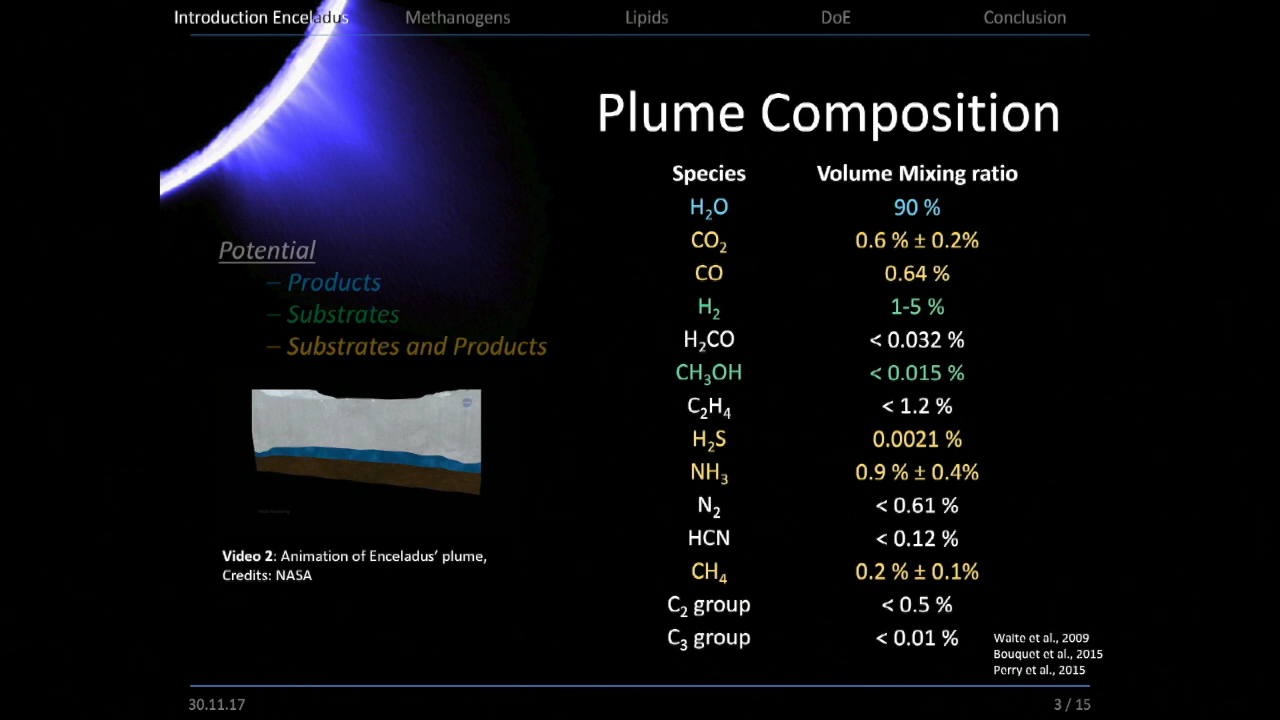 Introduction Enceladus Methanogens Lipids DoE Conclusion
Plume Composition
Species Volume Mixing ratio
H₂O 90 %
CO₂ 0.6 % ± 0.2%
CO 0.64 %
H₂ 1-5 %
H₂CO < 0.032 %
CH₃OH < 0.015 %
C₂H₄ < 1.2 %
H₂S 0.0021 %
NH₃ 0.9 % ± 0.4%
N₂ < 0.61 %
HCN < 0.12 %
CH₄ 0.2 % ± 0.1%
C₂ group < 0.5 %
C₃ group < 0.01 %
Potential
– Products
– Substrates
– Substrates and Products
Video 2: Animation of Enceladus’ plume,
Credits: NASA
Waite et al., 2009
Bouquet et al., 2015
Perry et al., 2015
30.11.17 3 / 15